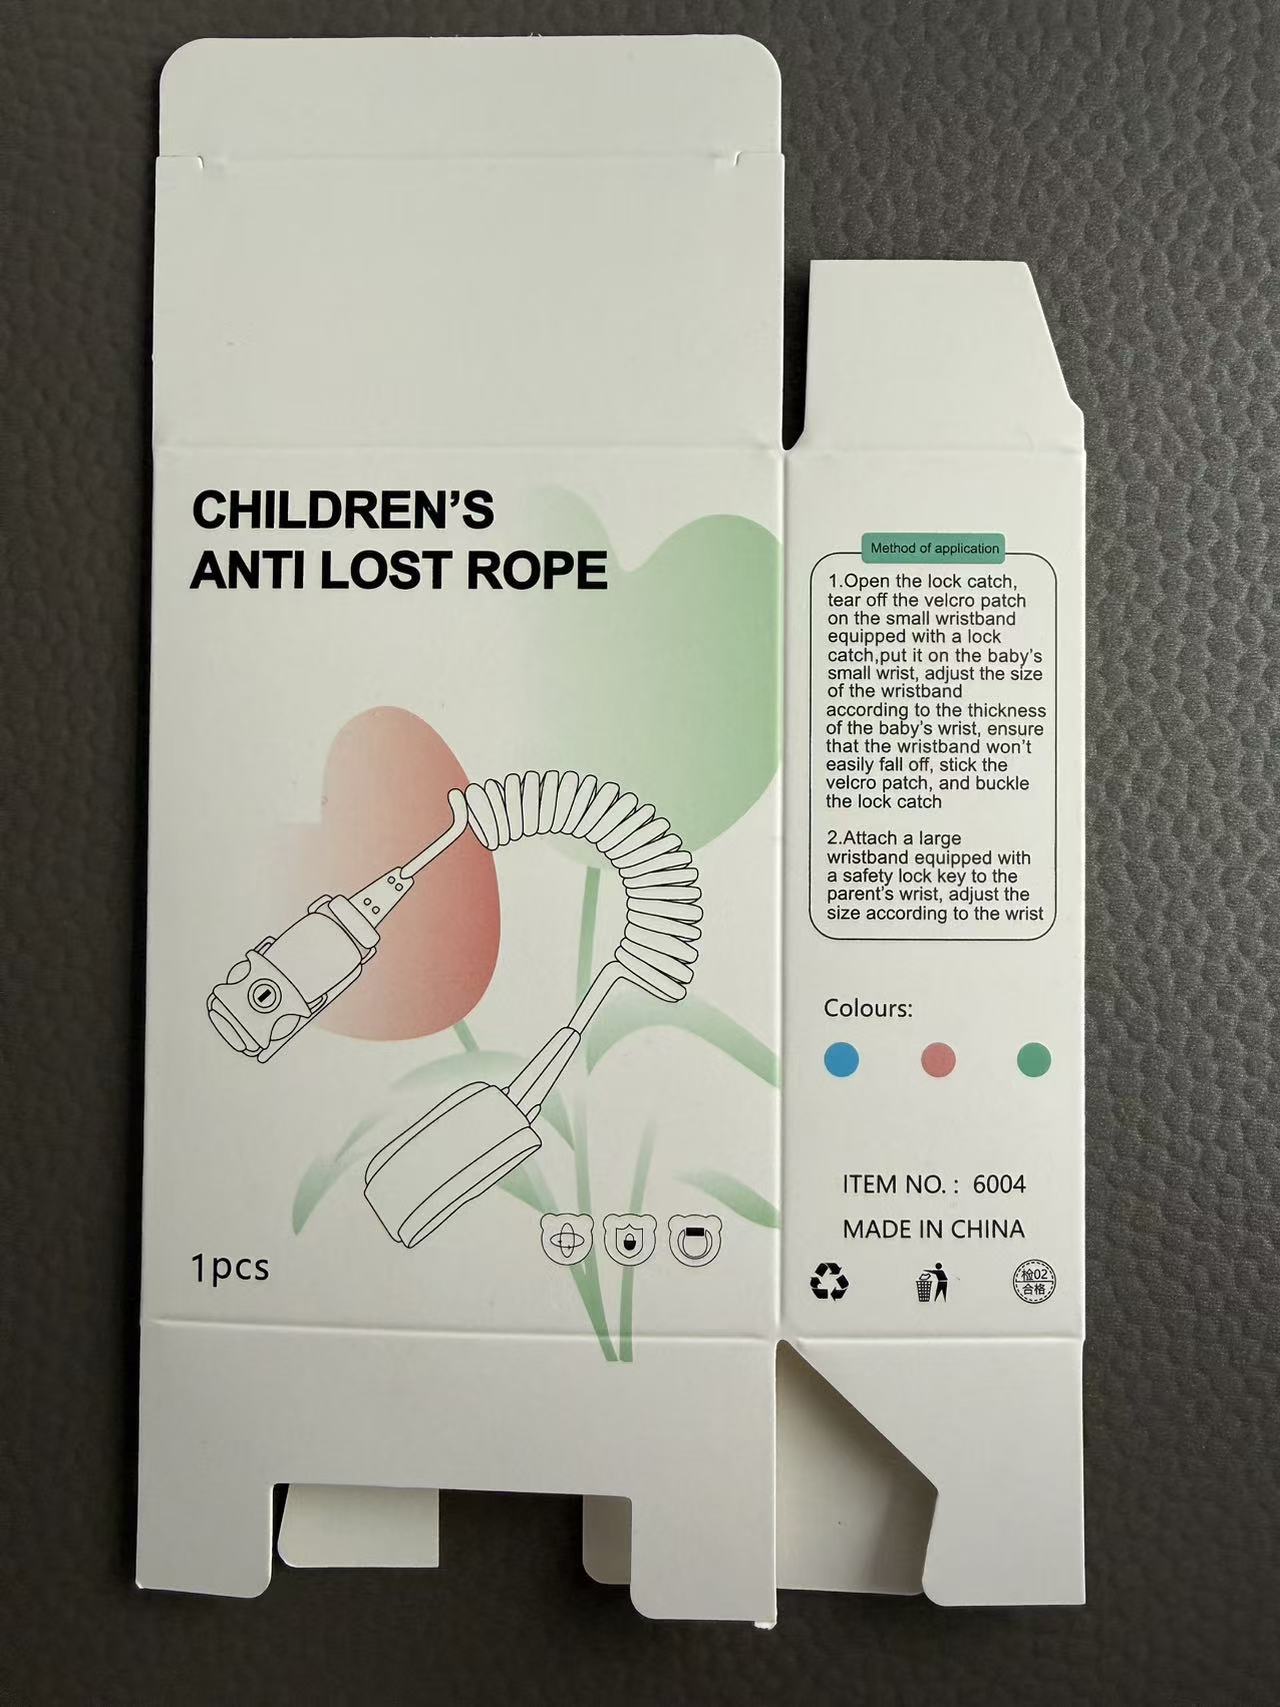 CHILDREN'S
ANTI LOST ROPE
1pcs
Method of application
1.Open the lock catch,
tear off the velcro patch
on the small wristband
equipped with a lock
catch,put it on the baby's
small wrist, adjust the size
of the wristband
according to the thickness
of the baby's wrist, ensure
that the wristband won't
easily fall off, stick the
velcro patch, and buckle
the lock catch
2.Attach a large
wristband equipped with
a safety lock key to the
parent's wrist, adjust the
size according to the wrist
Colours:
ITEM NO. : 6004
MADE IN CHINA
检02
合格